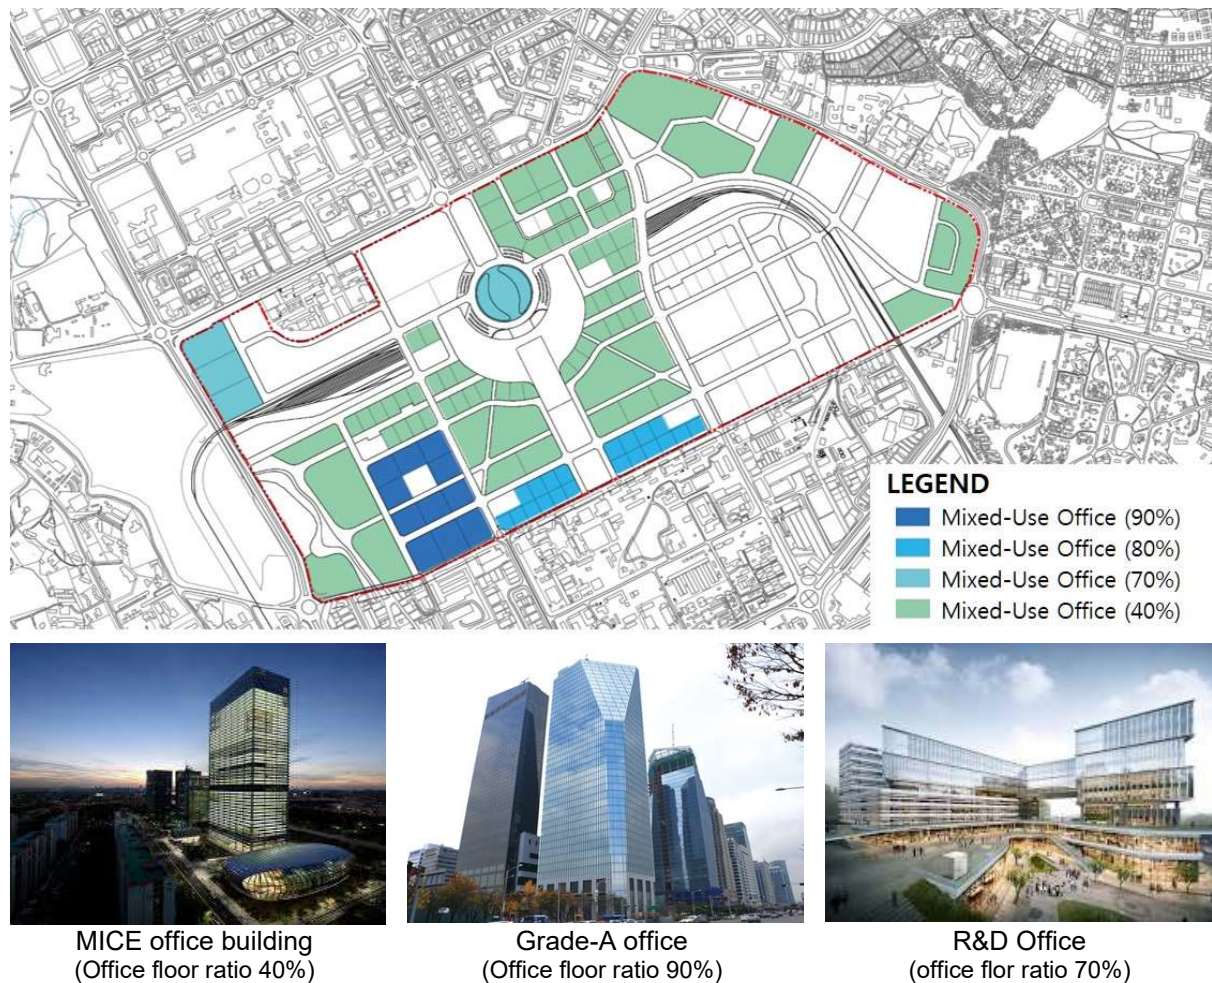 LEGEND
Mixed-Use Office (90%)
Mixed-Use Office (80%)
Mixed-Use Office (70%)
Mixed-Use Office (40%)
MICE office building
(Office floor ratio 40%)
Grade-A office
(Office floor ratio 90%)
R&D Office
(office flor ratio 70%)